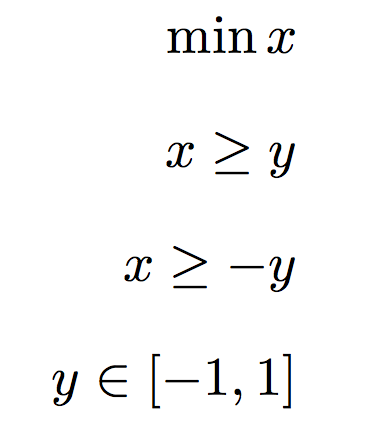 min x
x ≥ y
x ≥ −y
y ∈ [−1, 1]